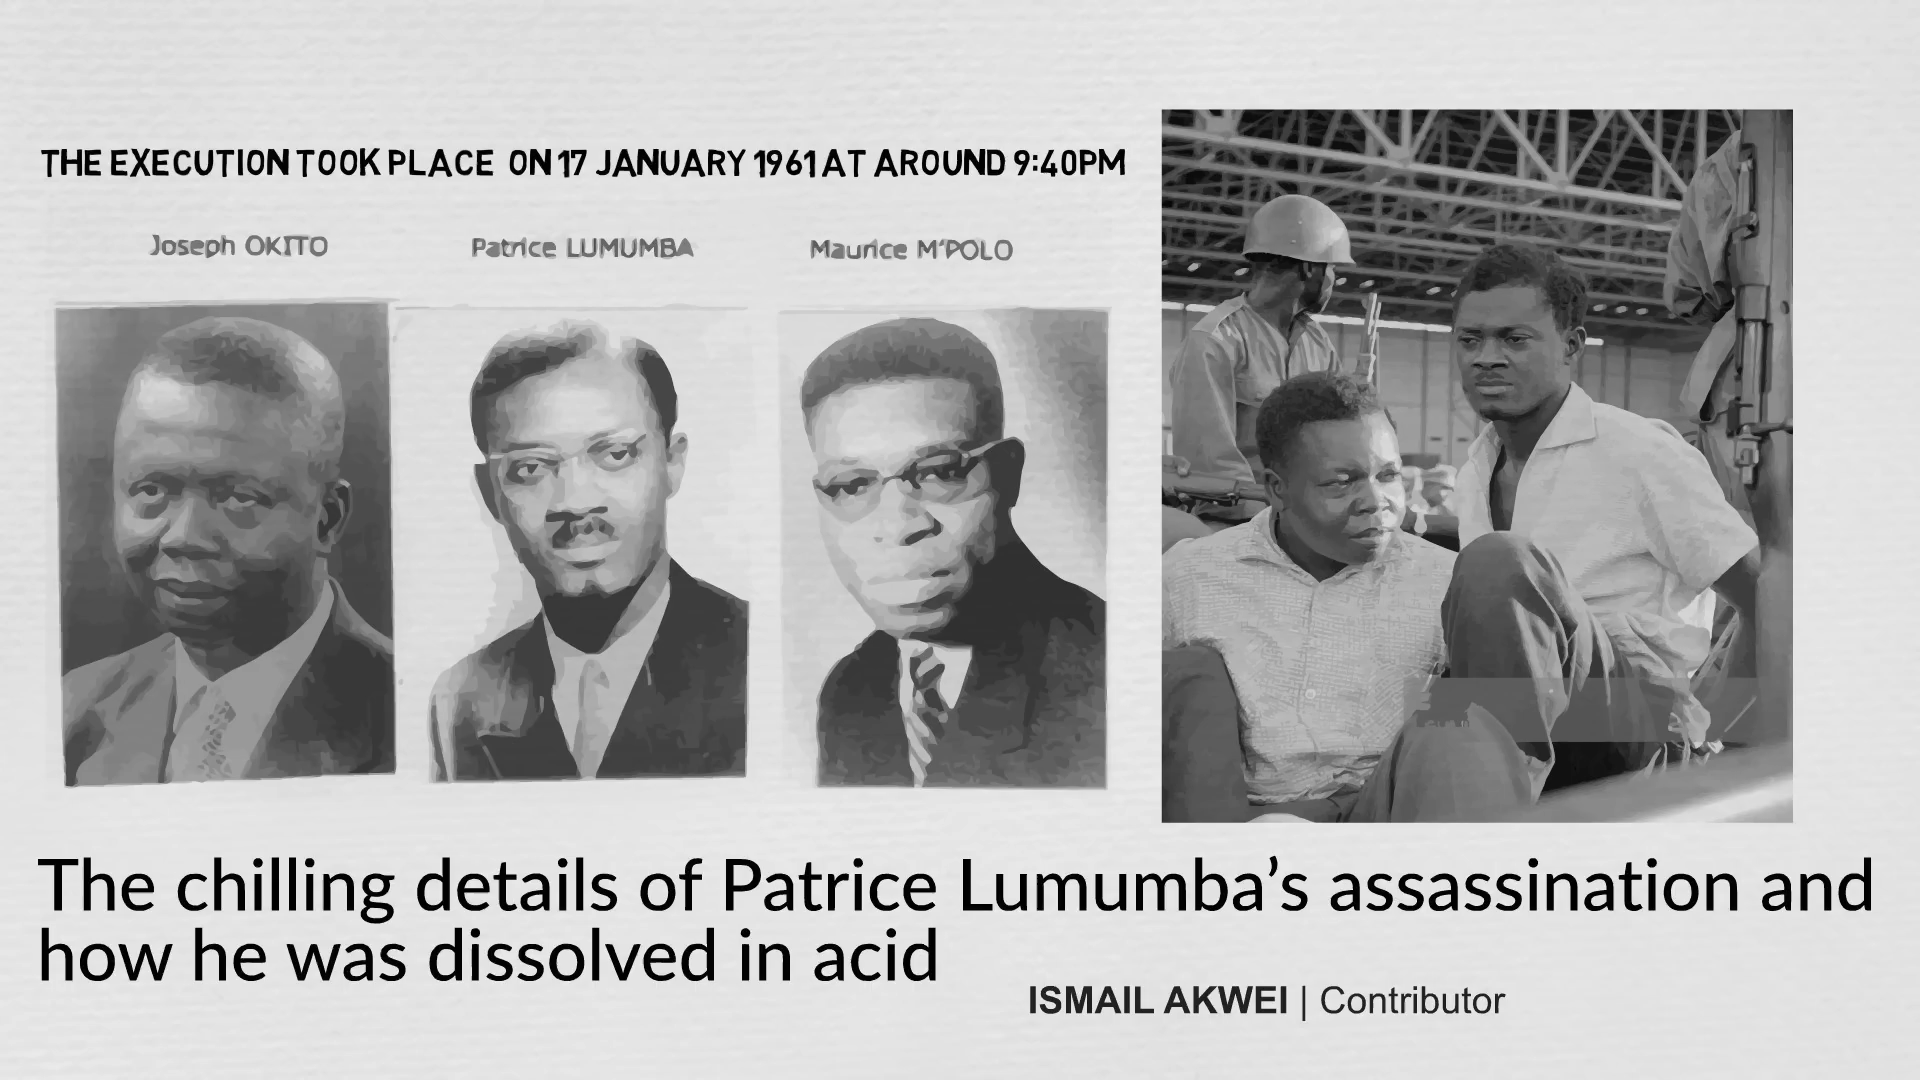 THE EXECUTION TOOK PLACE ON 17 JANUARY 1961 AT AROUND 9:40PM
Joseph OKITO
Patrice LUMUMBA
Maurice M'POLO
The chilling details of Patrice Lumumba’s assassination and
how he was dissolved in acid
ISMAIL AKWEI | Contributor